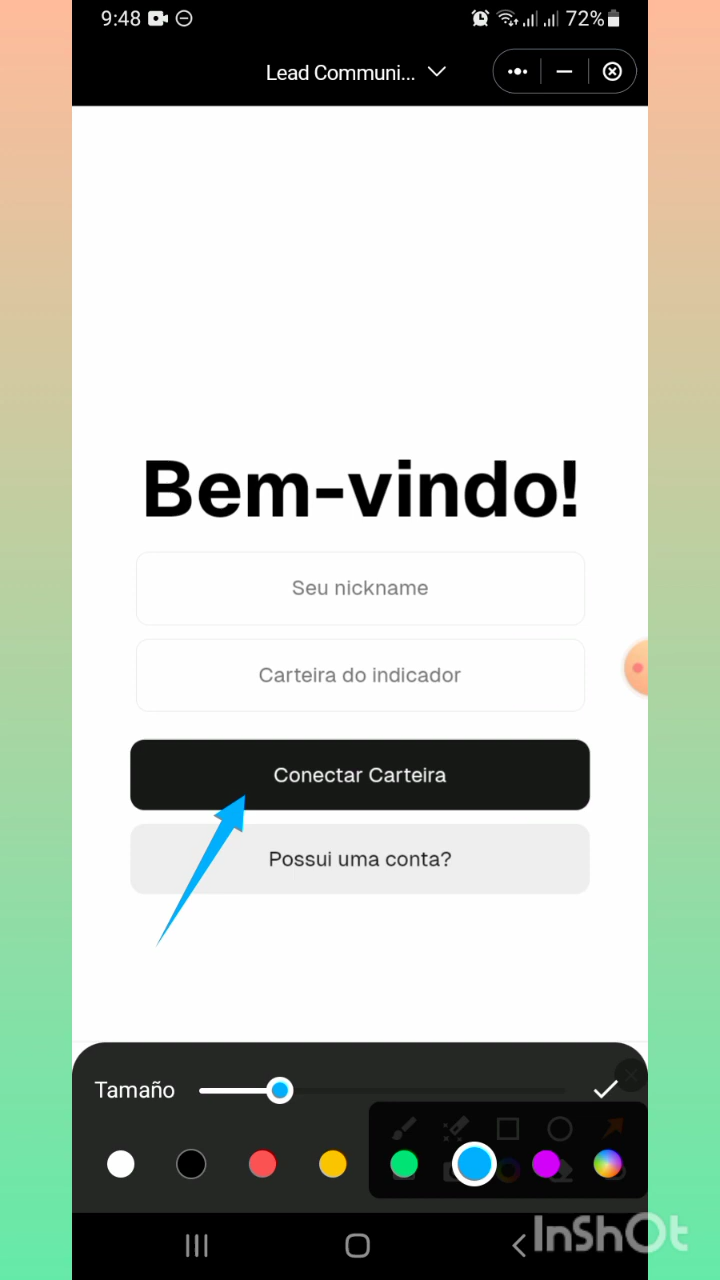 9:48
72%
Lead Communi...
Bem-vindo!
Seu nickname
Carteira do indicador
Conectar Carteira
Possui uma conta?
Tamaño
InShOt